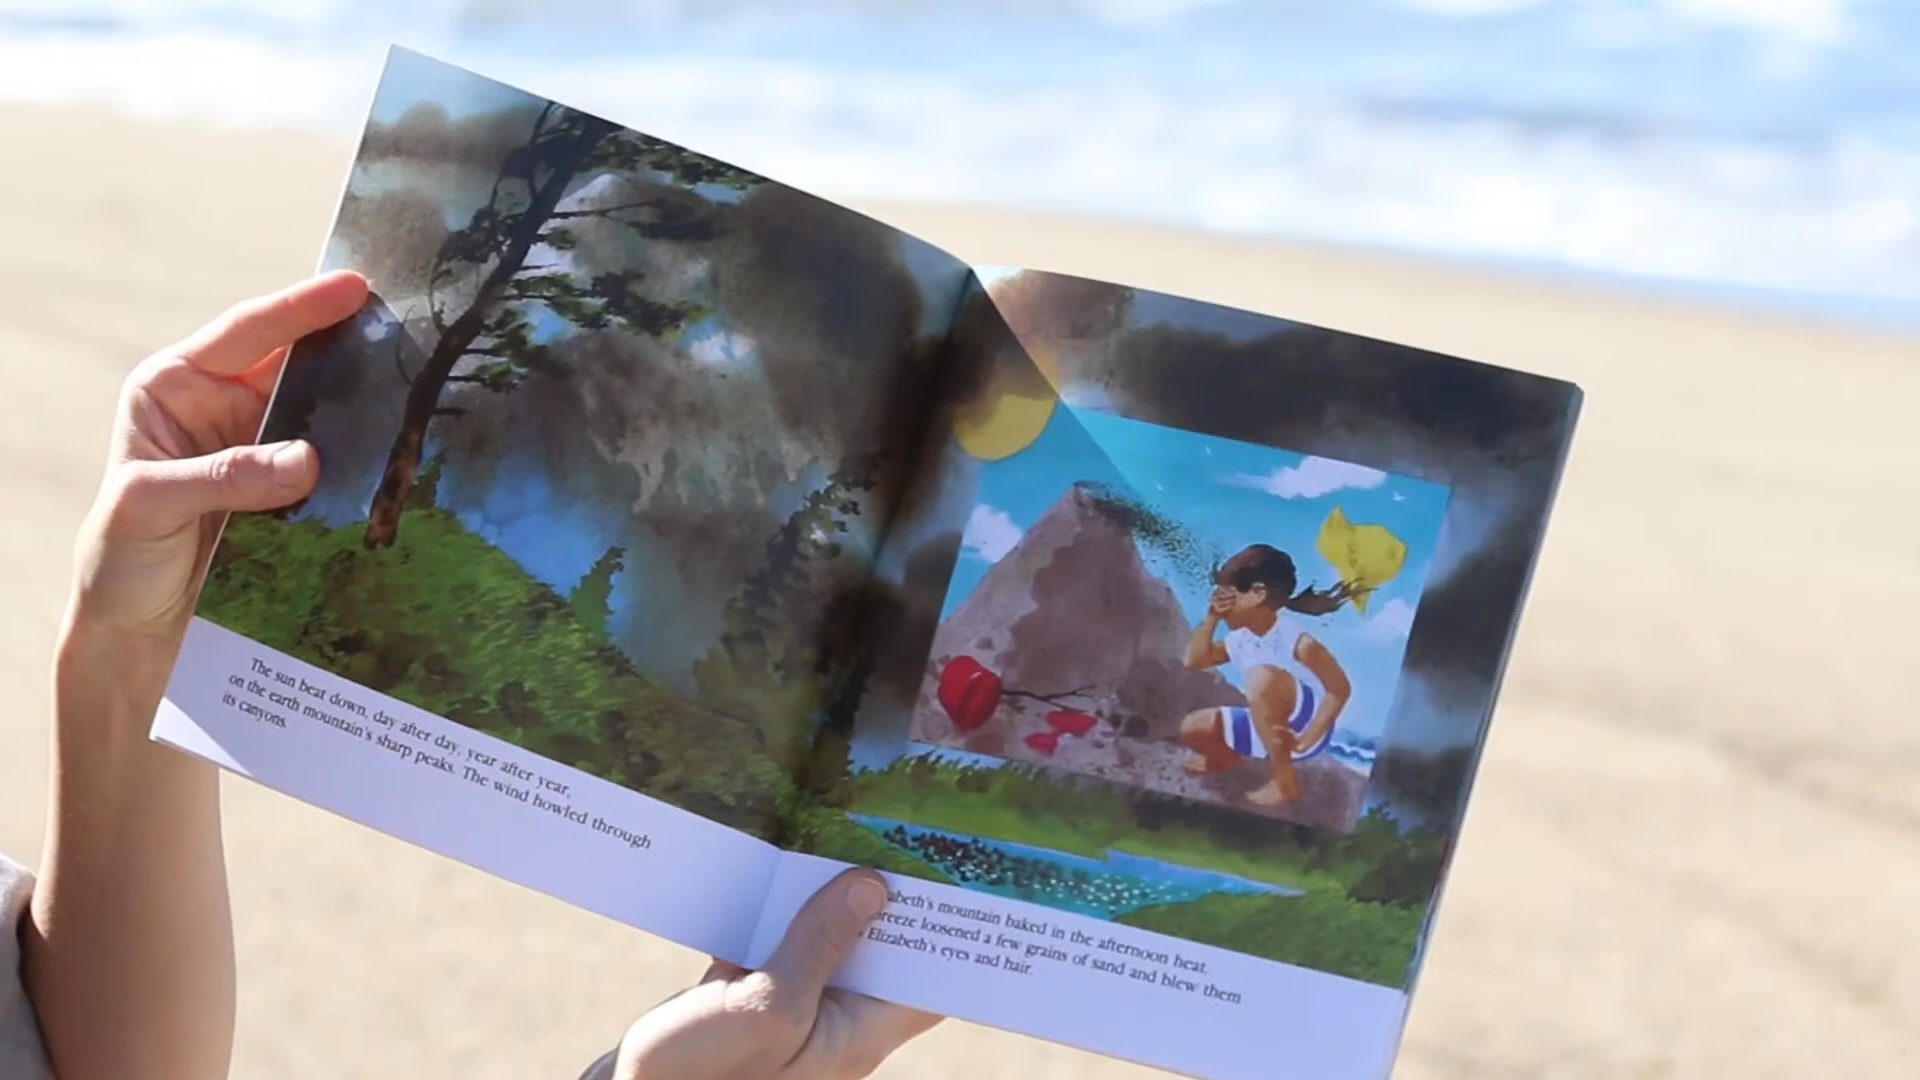 The sun beat down, day after day, year after year,
on the earth mountain's sharp peaks. The wind howled through
its canyons.
abeth's mountain baked in the afternoon heat.
breeze loosened a few grains of sand and blew them
Elizabeth's eyes and hair.